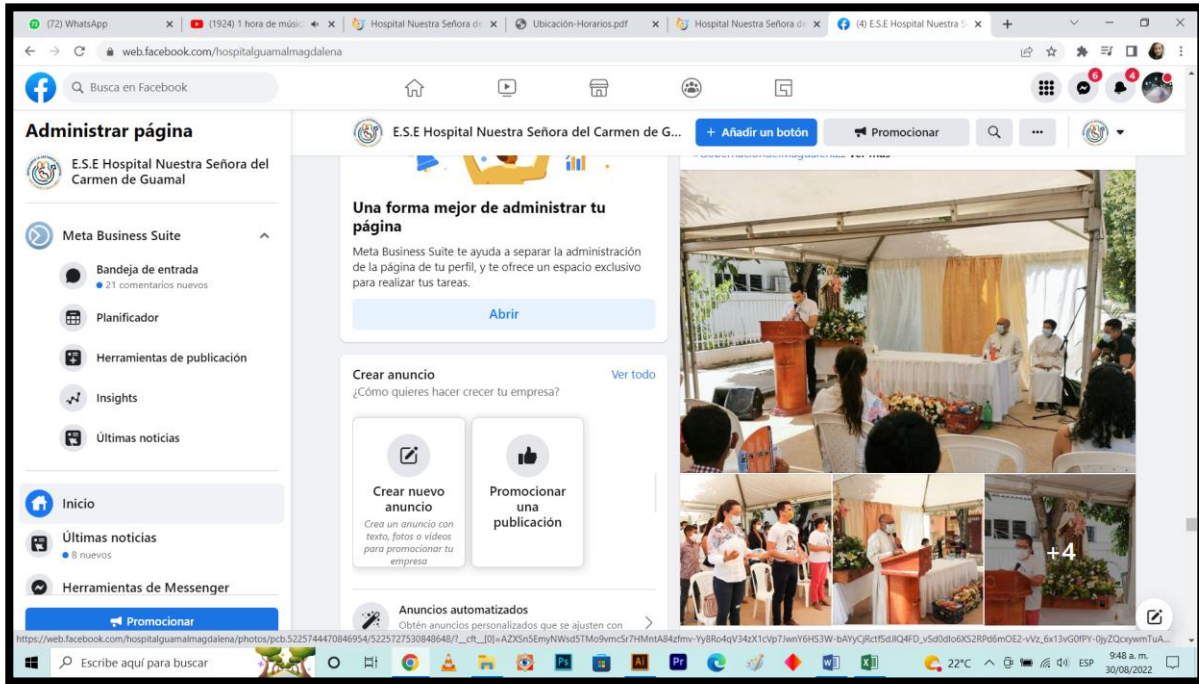 (72) WhatsApp
(1924) 1 hora de músic
Hospital Nuestra Señora de
Ubicación-Horarios.pdf
Hospital Nuestra Señora de
(4) E.S.E Hospital Nuestra S
web.facebook.com/hospitalguamalmagdalena
Busca en Facebook
6
4
Administrar página
E.S.E Hospital Nuestra Señora del
Carmen de Guamal
Meta Business Suite
Bandeja de entrada
21 comentarios nuevos
Planificador
Herramientas de publicación
Insights
Últimas noticias
Inicio
Últimas noticias
8 nuevos
Herramientas de Messenger
Promocionar
E.S.E Hospital Nuestra Señora del Carmen de G...
+ Añadir un botón
Promocionar
Una forma mejor de administrar tu
página
Meta Business Suite te ayuda a separar la administración
de la página de tu perfil, y te ofrece un espacio exclusivo
para realizar tus tareas.
Abrir
Crear anuncio
Ver todo
¿Cómo quieres hacer crecer tu empresa?
Crear nuevo
anuncio
Crea un anuncio con
texto, fotos o vídeos
para promocionar tu
empresa
Promocionar
una
publicación
Anuncios automatizados
Obtén anuncios personalizados que se ajusten con
#GobernacionDelMagdalena... Ver más
+4
Escribe aquí para buscar
22°C
ESP
9:48 a. m.
30/08/2022